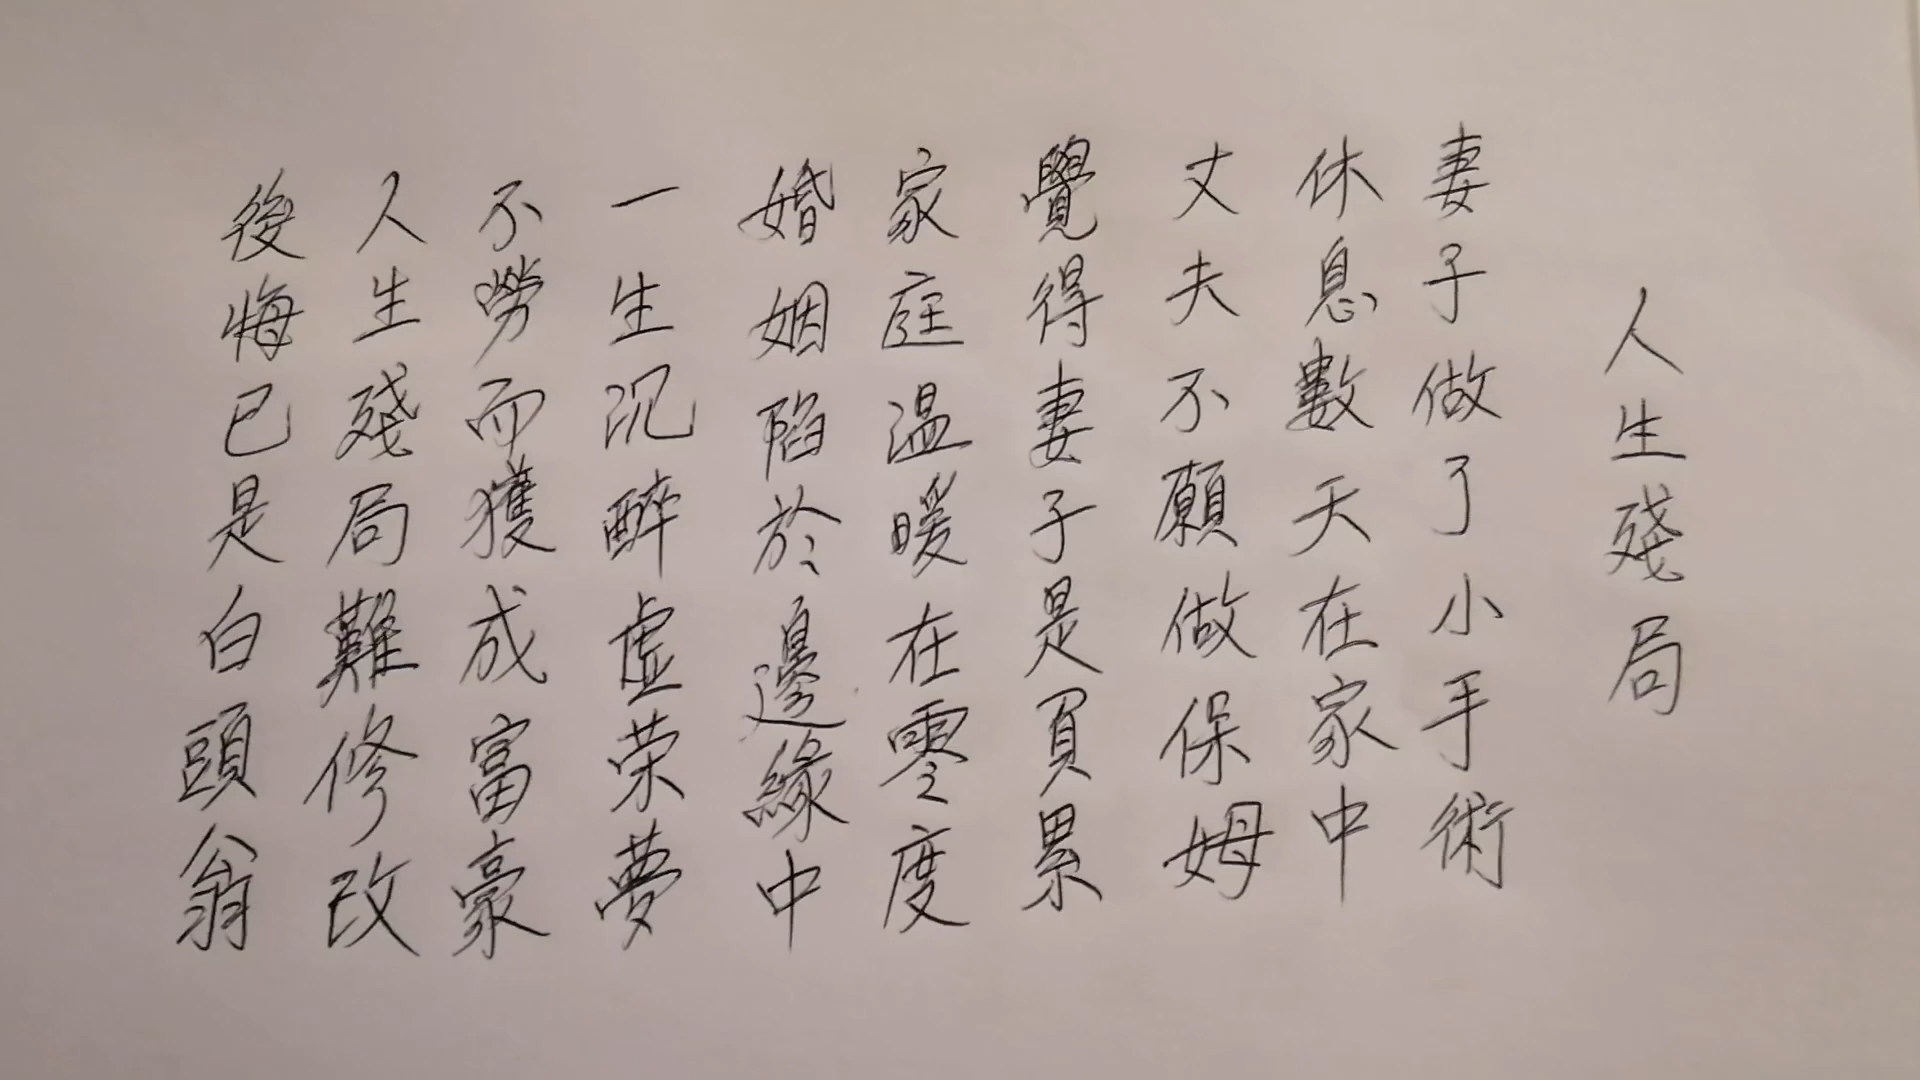 人生殘局
妻子做了小手術
休息數天在家中
丈夫不願做保姆
覺得妻子是負累
家庭溫暖在零度
婚姻陷於邊緣中
一生沉醉虛荣夢
不勞而獲成富豪
人生殘局難修改
後悔已是白頭翁